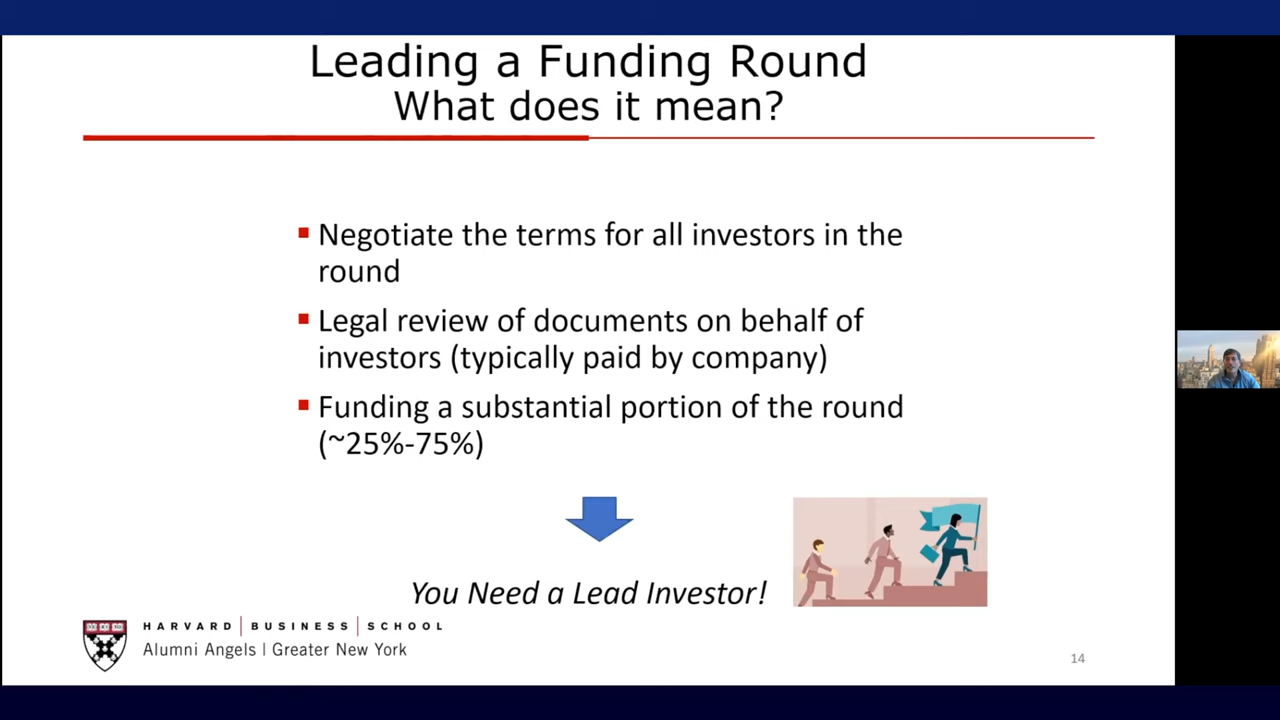 Leading a Funding Round
What does it mean?
▪ Negotiate the terms for all investors in the
round
▪ Legal review of documents on behalf of
investors (typically paid by company)
▪ Funding a substantial portion of the round
(~25%-75%)
You Need a Lead Investor!
HARVARD | BUSINESS | SCHOOL
Alumni Angels | Greater New York
14